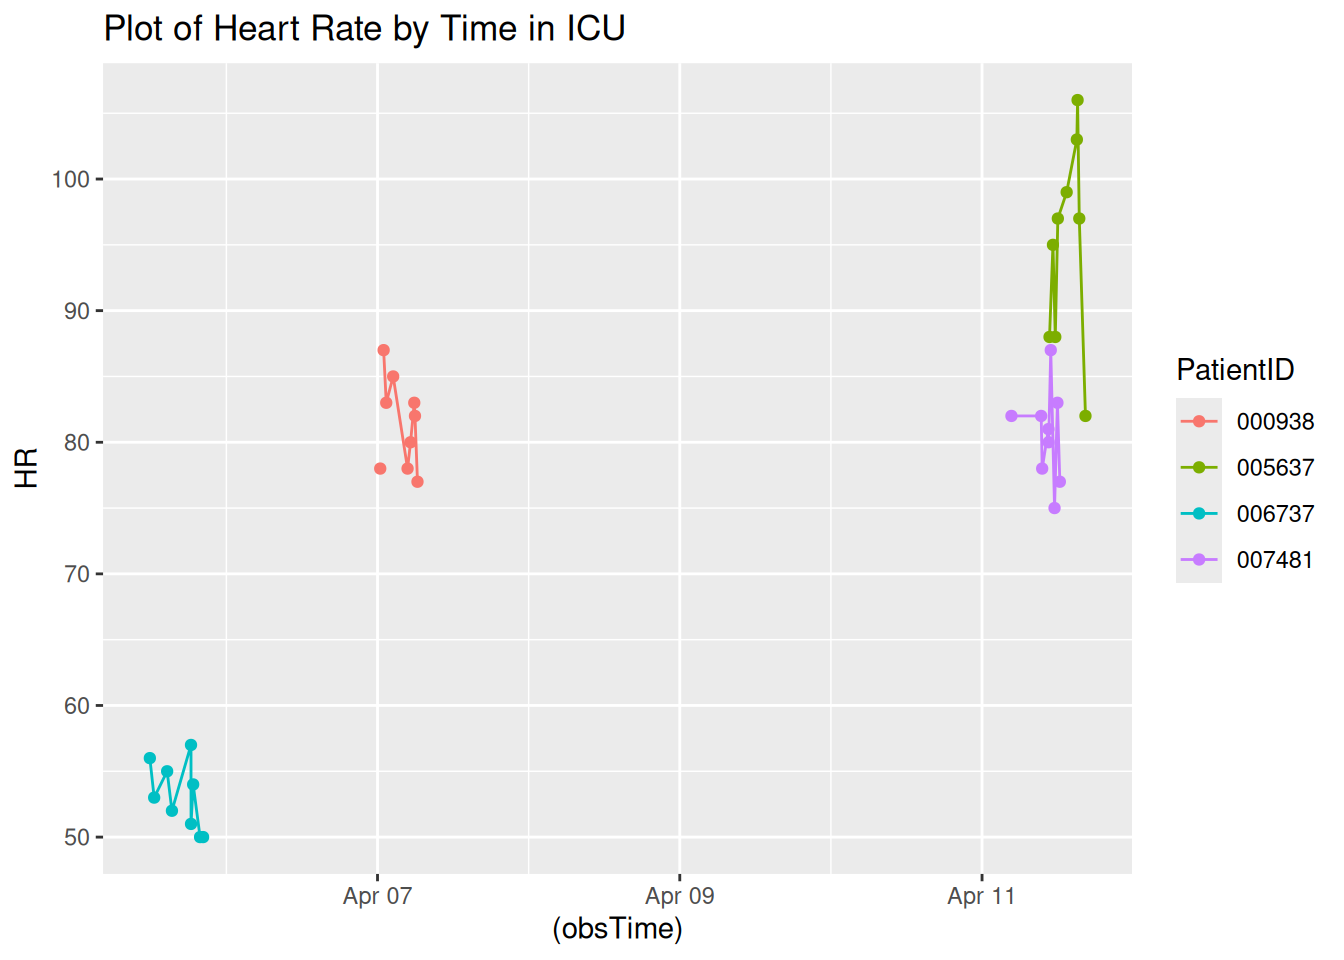 Plot of Heart Rate by Time in ICU
100
90
80
70
60
50
HR
Apr 07
Apr 09
Apr 11
(obsTime)
PatientID
000938
005637
006737
007481